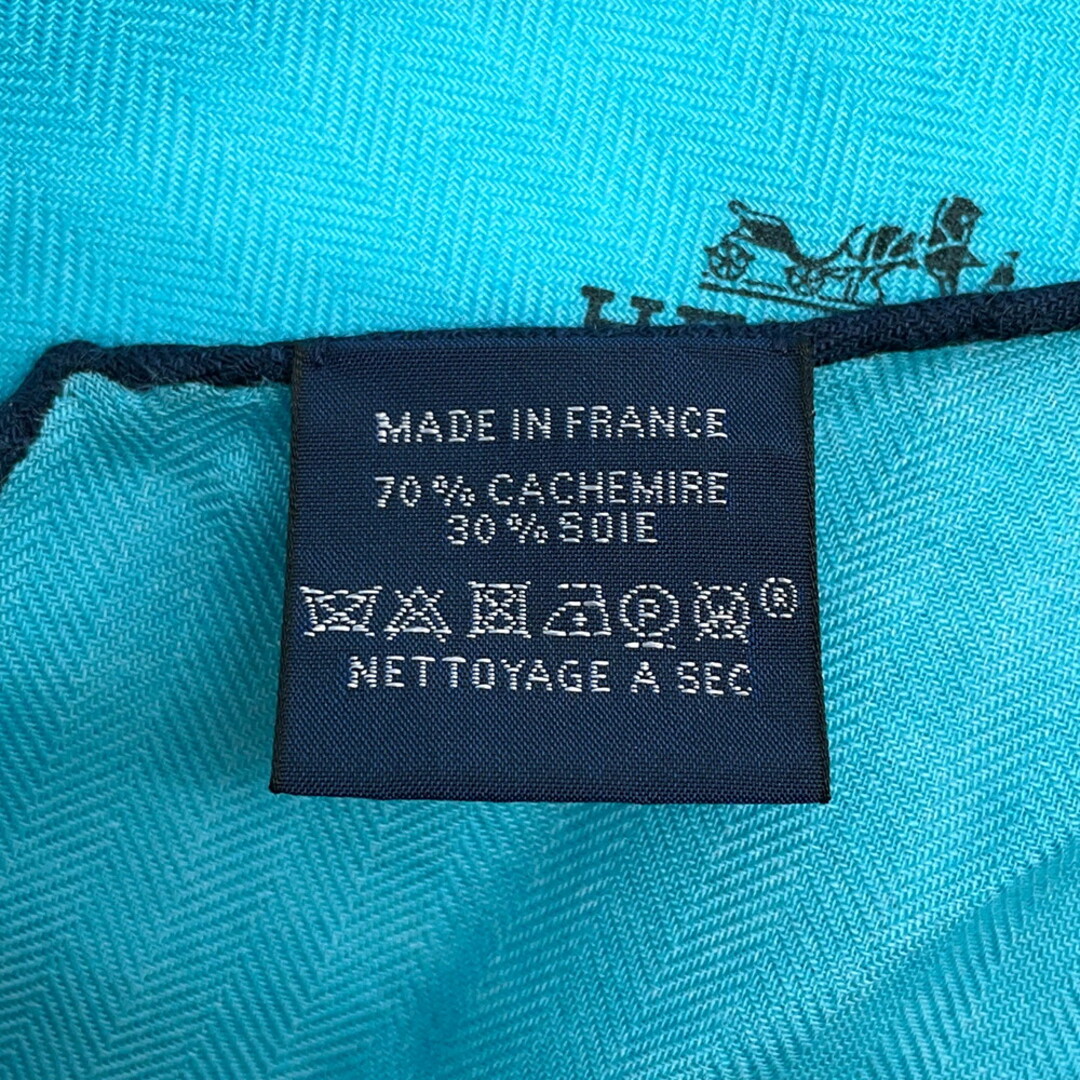 MADE IN FRANCE
70% CACHEMIRE
30% SOIE
P W ®
NETTOYAGE A SEC